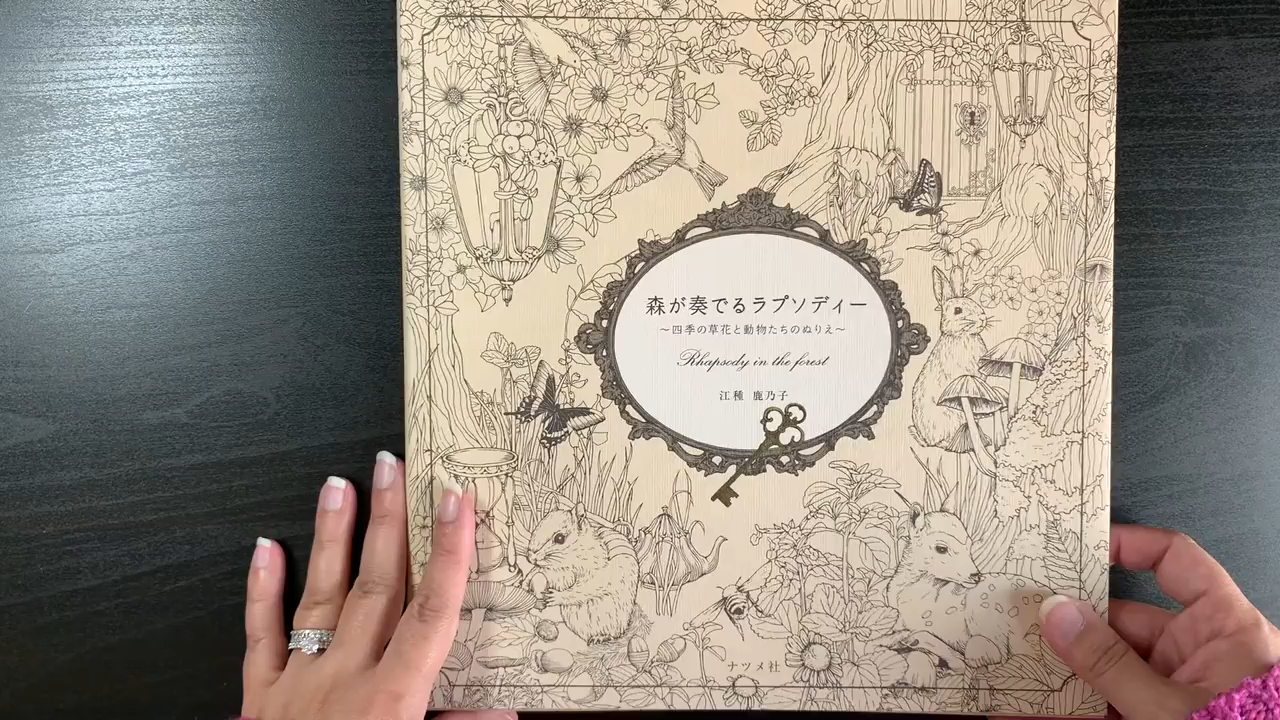 森が奏でるラプソディー
〜四季の草花と動物たちのぬりえ〜
Rhapsody in the forest
江種 鹿乃子
ナツメ社